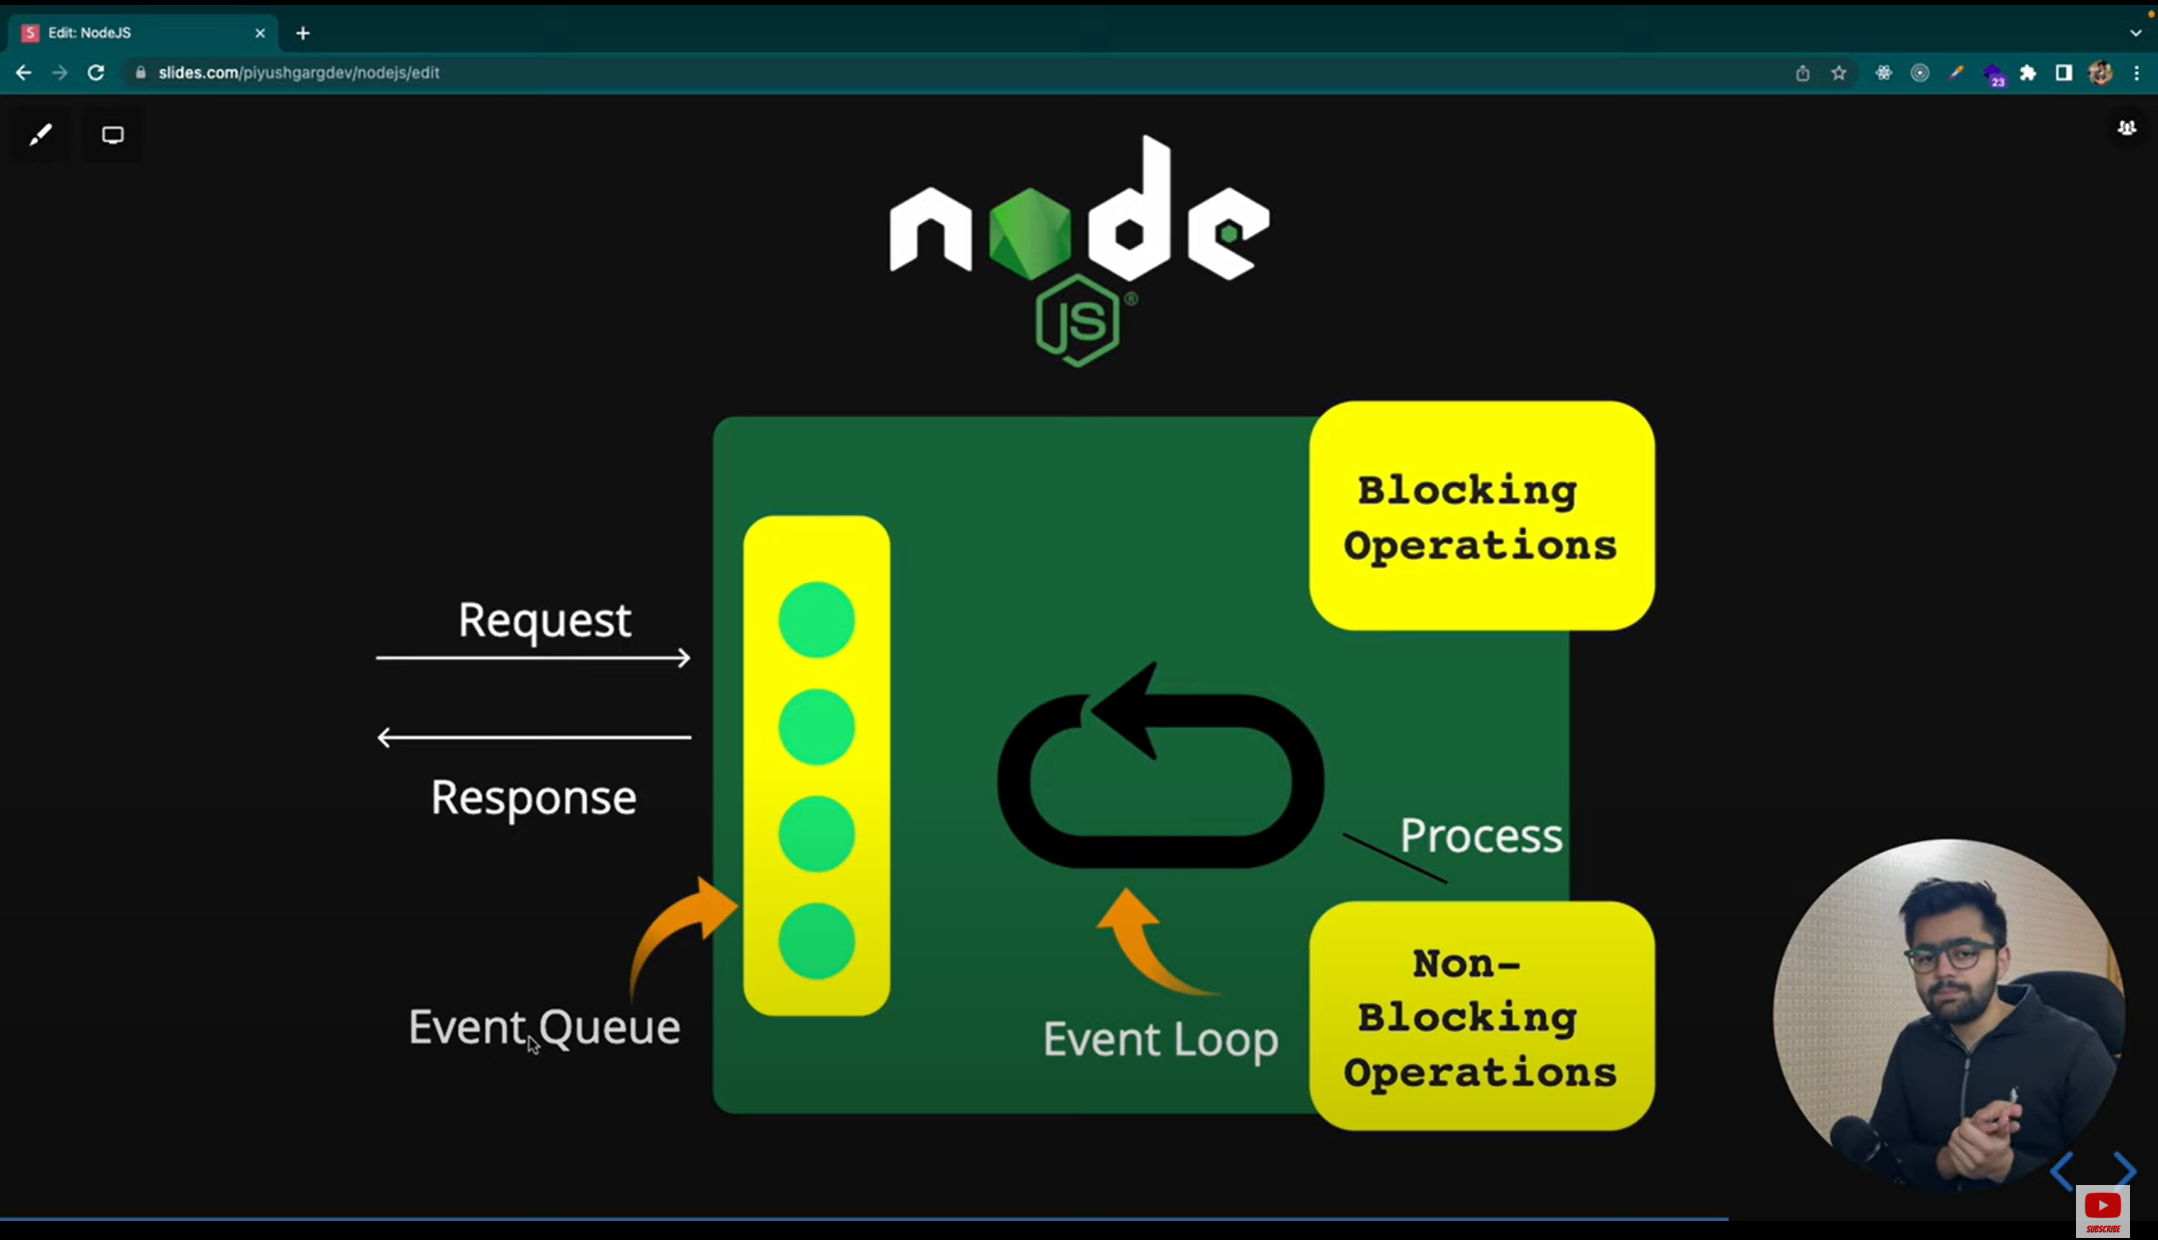 Edit: NodeJS
slides.com/piyushgargdev/nodejs/edit
23
node
JS®
Blocking
Operations
Request
Response
Process
Event Queue
Event Loop
Non-
Blocking
Operations
SUBSCRIBE